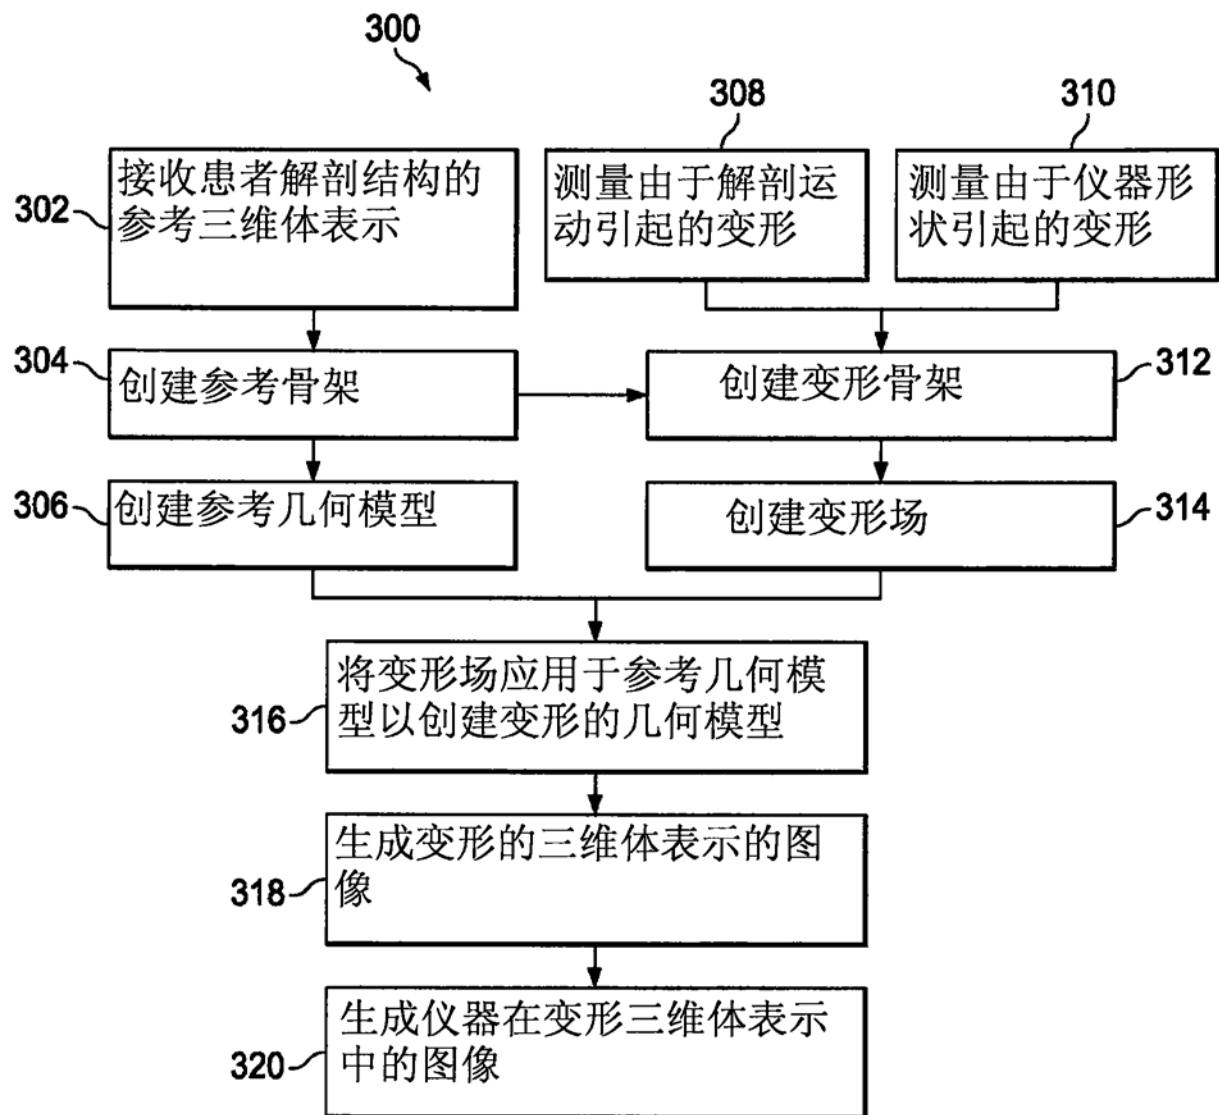 300
308
310
302
接收患者解剖结构的
参考三维体表示
测量由于解剖运
动引起的变形
测量由于仪器形
状引起的变形
304
创建参考骨架
创建变形骨架
312
306
创建参考几何模型
创建变形场
314
316
将变形场应用于参考几何模
型以创建变形的几何模型
318
生成变形的三维体表示的图
像
320
生成仪器在变形三维体表示
中的图像